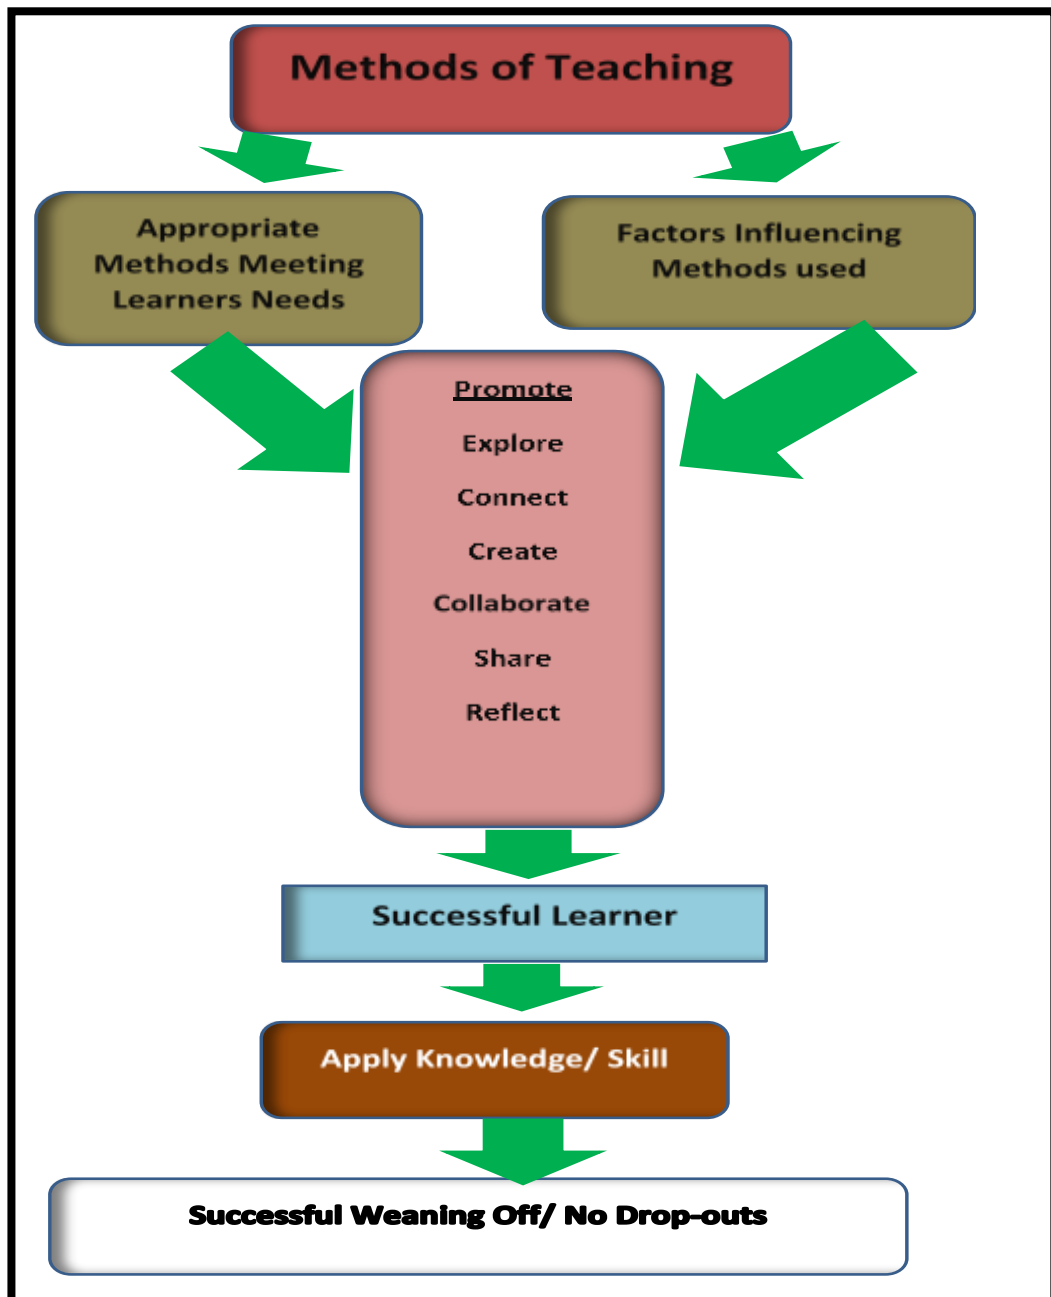 Methods of Teaching
Appropriate
Methods Meeting
Learners Needs
Factors Influencing
Methods used
Promote
Explore
Connect
Create
Collaborate
Share
Reflect
Successful Learner
Apply Knowledge/ Skill
Successful Weaning Off/ No Drop-outs